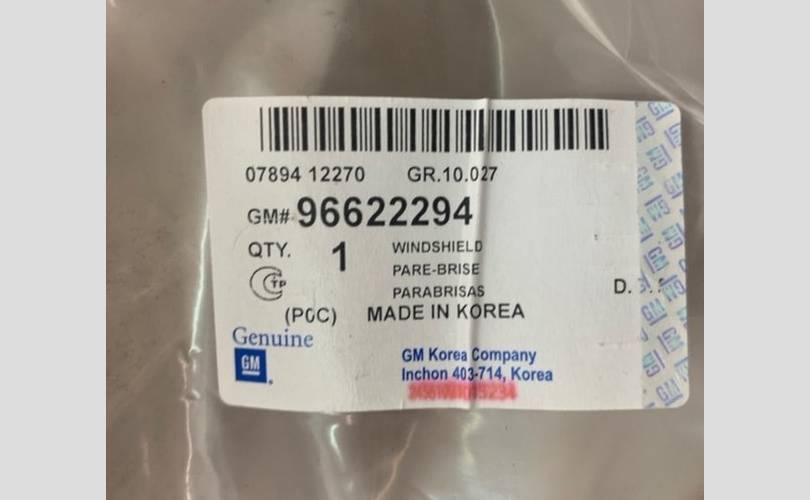 07894 12270 GR.10.027
GM# 96622294
QTY. 1 WINDSHIELD
PARE-BRISE
PARABRISAS D.
(POC) MADE IN KOREA
Genuine
GM
GM Korea Company
Inchon 403-714, Korea